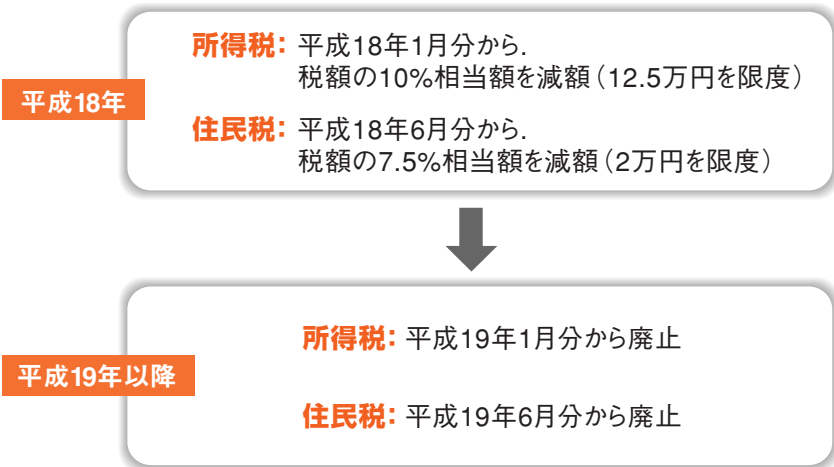 平成18年
所得税：平成18年1月分から.
税額の10%相当額を減額（12.5万円を限度）
住民税：平成18年6月分から.
税額の7.5%相当額を減額（2万円を限度）
平成19年以降
所得税：平成19年1月分から廃止
住民税：平成19年6月分から廃止